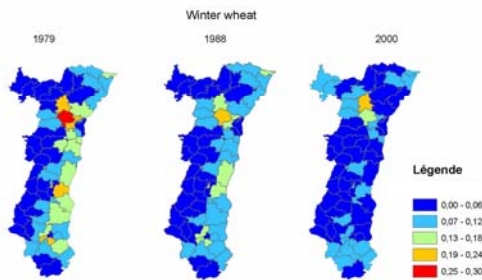 Winter wheat
1979
1988
2000
Légende
0,00 - 0,06
0,07 - 0,12
0,13 - 0,18
0,19 - 0,24
0,25 - 0,30